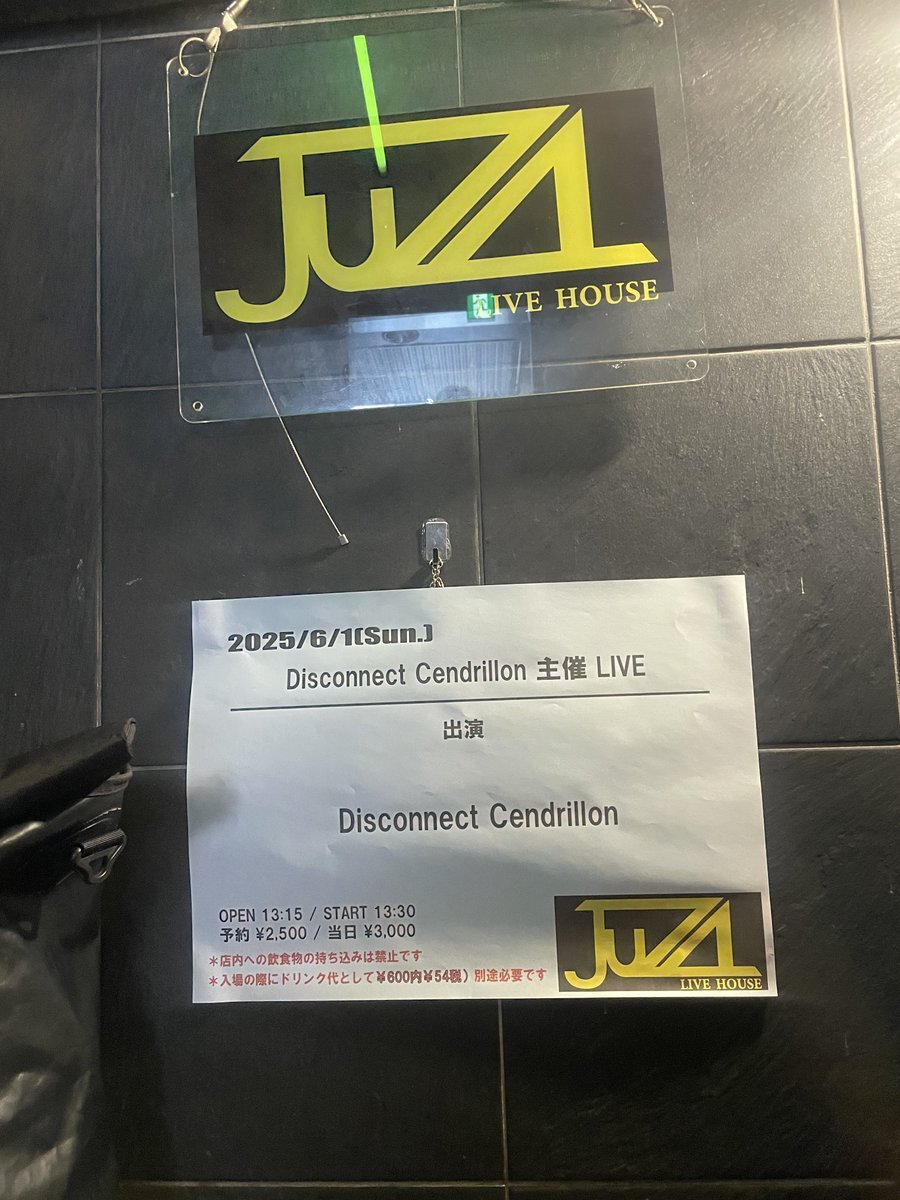 JUZL
LIVE HOUSE
2025/6/1(Sun.)
Disconnect Cendrillon 主催 LIVE
出演
Disconnect Cendrillon
OPEN 13:15 / START 13:30
予約 ¥2,500 / 当日 ¥3,000
*店内への飲食物の持ち込みは禁止です
*入場の際にドリンク代として¥600内¥54税）別途必要です
JUZL
LIVE HOUSE